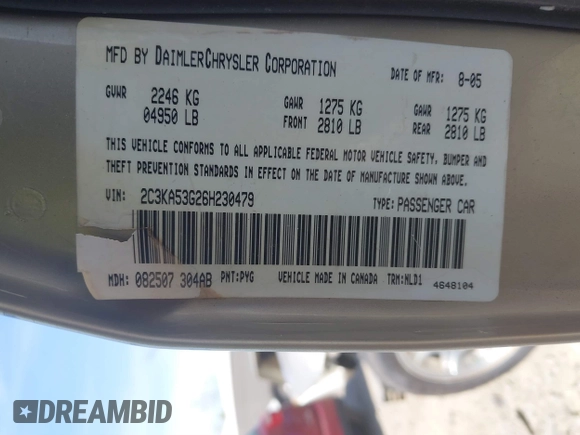 MFD BY DAIMLERCHRYSLER CORPORATION
DATE OF MFR: 8-05
GVWR 2246 KG 04950 LB
GAWR FRONT 1275 KG 2810 LB
GAWR REAR 1275 KG 2810 LB
THIS VEHICLE CONFORMS TO ALL APPLICABLE FEDERAL MOTOR VEHICLE SAFETY, BUMPER AND
THEFT PREVENTION STANDARDS IN EFFECT ON THE DATE OF MANUFACTURE SHOWN ABOVE.
VIN: 2C3KA53G26H230479 TYPE: PASSENGER CAR
MDH: 082507 304AB PNT:PYG VEHICLE MADE IN CANADA TRM:NLD1
4648104
DREAMBID